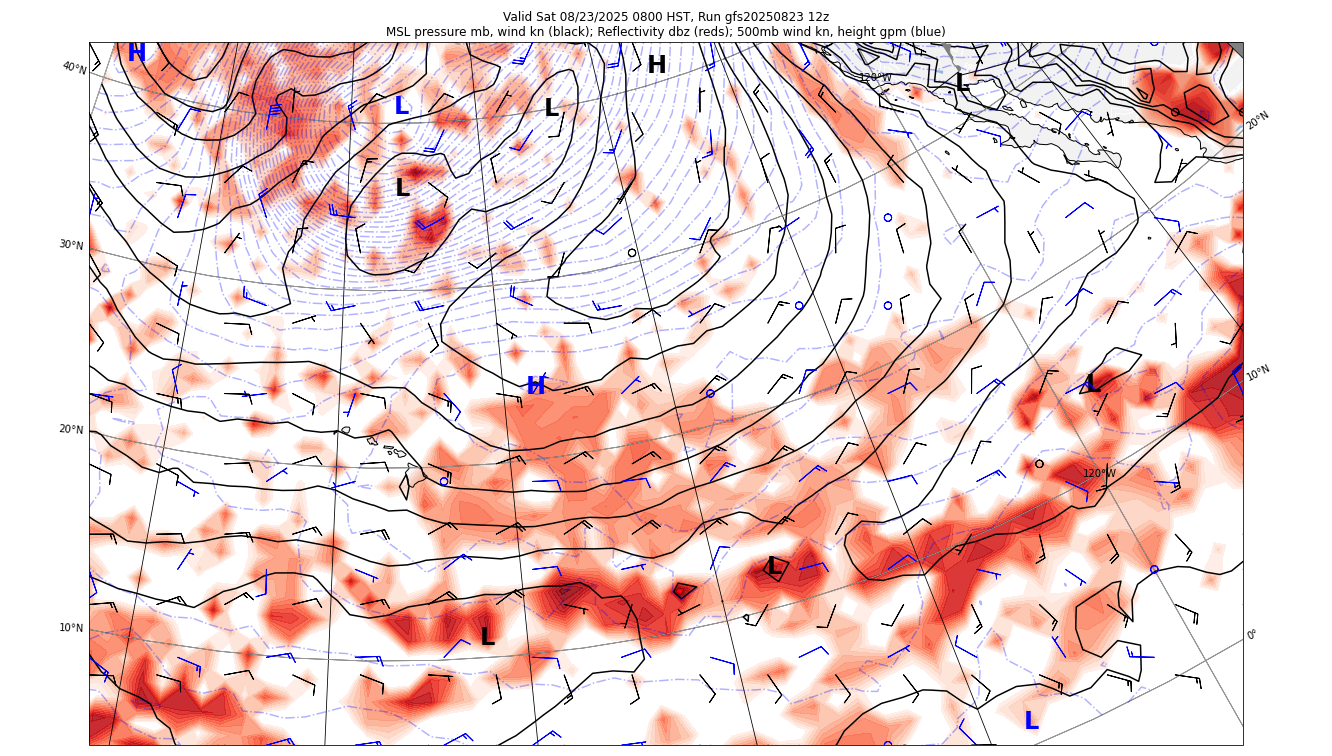 Valid Sat 08/23/2025 0800 HST, Run gfs20250823 12z
MSL pressure mb, wind kn (black); Reflectivity dbz (reds); 500mb wind kn, height gpm (blue)
H
H
40°N
120°W
L
L
L
20°N
L
30°N
10°N
H
L
20°N
120°W
L
10°N
L
0°
L